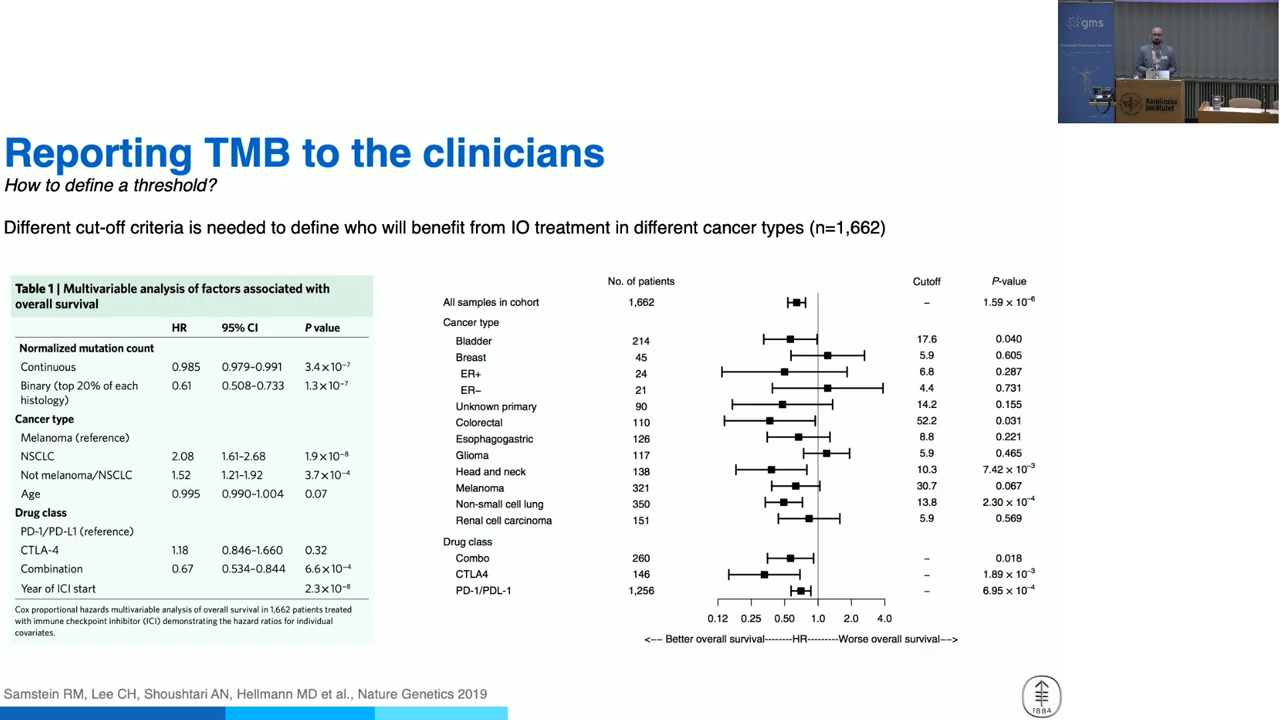 gms
Karolinska
Institutet
Reporting TMB to the clinicians
How to define a threshold?
Different cut-off criteria is needed to define who will benefit from IO treatment in different cancer types (n=1,662)
Table 1 | Multivariable analysis of factors associated with
overall survival
HR 95% CI P value
Normalized mutation count
Continuous 0.985 0.979–0.991 3.4×10⁻⁷
Binary (top 20% of each 0.61 0.508–0.733 1.3×10⁻⁷
histology)
Cancer type
Melanoma (reference)
NSCLC 2.08 1.61–2.68 1.9×10⁻⁸
Not melanoma/NSCLC 1.52 1.21–1.92 3.7×10⁻⁴
Age 0.995 0.990–1.004 0.07
Drug class
PD-1/PD-L1 (reference)
CTLA-4 1.18 0.846–1.660 0.32
Combination 0.67 0.534–0.844 6.6×10⁻⁴
Year of ICI start 2.3×10⁻⁸
Cox proportional hazards multivariable analysis of overall survival in 1,662 patients treated
with immune checkpoint inhibitor (ICI) demonstrating the hazard ratios for individual
covariates.
No. of patients Cutoff P-value
All samples in cohort 1,662 – 1.59 × 10⁻⁶
Cancer type
Bladder 214 17.6 0.040
Breast 45 5.9 0.605
ER+ 24 6.8 0.287
ER− 21 4.4 0.731
Unknown primary 90 14.2 0.155
Colorectal 110 52.2 0.031
Esophagogastric 126 8.8 0.221
Glioma 117 5.9 0.465
Head and neck 138 10.3 7.42 × 10⁻³
Melanoma 321 30.7 0.067
Non-small cell lung 350 13.8 2.30 × 10⁻⁴
Renal cell carcinoma 151 5.9 0.569
Drug class
Combo 260 – 0.018
CTLA4 146 – 1.89 × 10⁻³
PD-1/PDL-1 1,256 – 6.95 × 10⁻⁴
0.12 0.25 0.50 1.0 2.0 4.0
<–– Better overall survival-------HR--------Worse overall survival––>
Samstein RM, Lee CH, Shoushtari AN, Hellmann MD et al., Nature Genetics 2019
1884